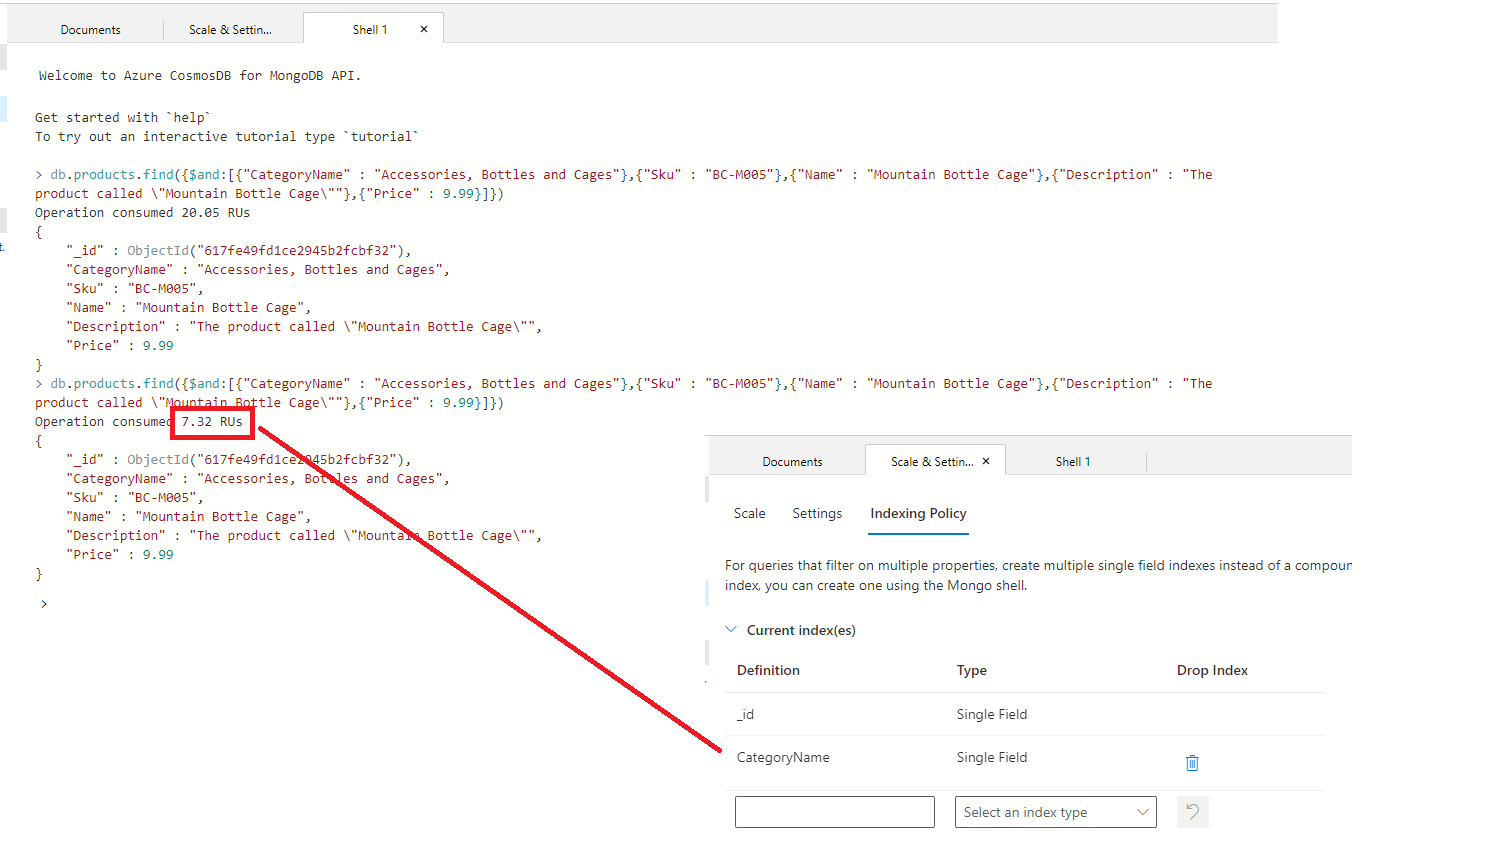 Documents
Scale & Settin...
Shell 1
Welcome to Azure CosmosDB for MongoDB API.
Get started with `help`
To try out an interactive tutorial type `tutorial`
> db.products.find({$and:[{"CategoryName" : "Accessories, Bottles and Cages"},{"Sku" : "BC-M005"},{"Name" : "Mountain Bottle Cage"},{"Description" : "The
product called \"Mountain Bottle Cage\""},{"Price" : 9.99}]})
Operation consumed 20.05 RUs
{
"_id" : ObjectId("617fe49fd1ce2945b2fcbf32"),
"CategoryName" : "Accessories, Bottles and Cages",
"Sku" : "BC-M005",
"Name" : "Mountain Bottle Cage",
"Description" : "The product called \"Mountain Bottle Cage\"",
"Price" : 9.99
}
> db.products.find({$and:[{"CategoryName" : "Accessories, Bottles and Cages"},{"Sku" : "BC-M005"},{"Name" : "Mountain Bottle Cage"},{"Description" : "The
product called \"Mountain Bottle Cage\""},{"Price" : 9.99}]})
Operation consumed 7.32 RUs
{
"_id" : ObjectId("617fe49fd1ce2945b2fcbf32"),
"CategoryName" : "Accessories, Bottles and Cages",
"Sku" : "BC-M005",
"Name" : "Mountain Bottle Cage",
"Description" : "The product called \"Mountain Bottle Cage\"",
"Price" : 9.99
}
>
t.
Documents
Scale & Settin...
Shell 1
Scale
Settings
Indexing Policy
For queries that filter on multiple properties, create multiple single field indexes instead of a compoun
index, you can create one using the Mongo shell.
Current index(es)
Definition Type Drop Index
_id Single Field
CategoryName Single Field
Select an index type